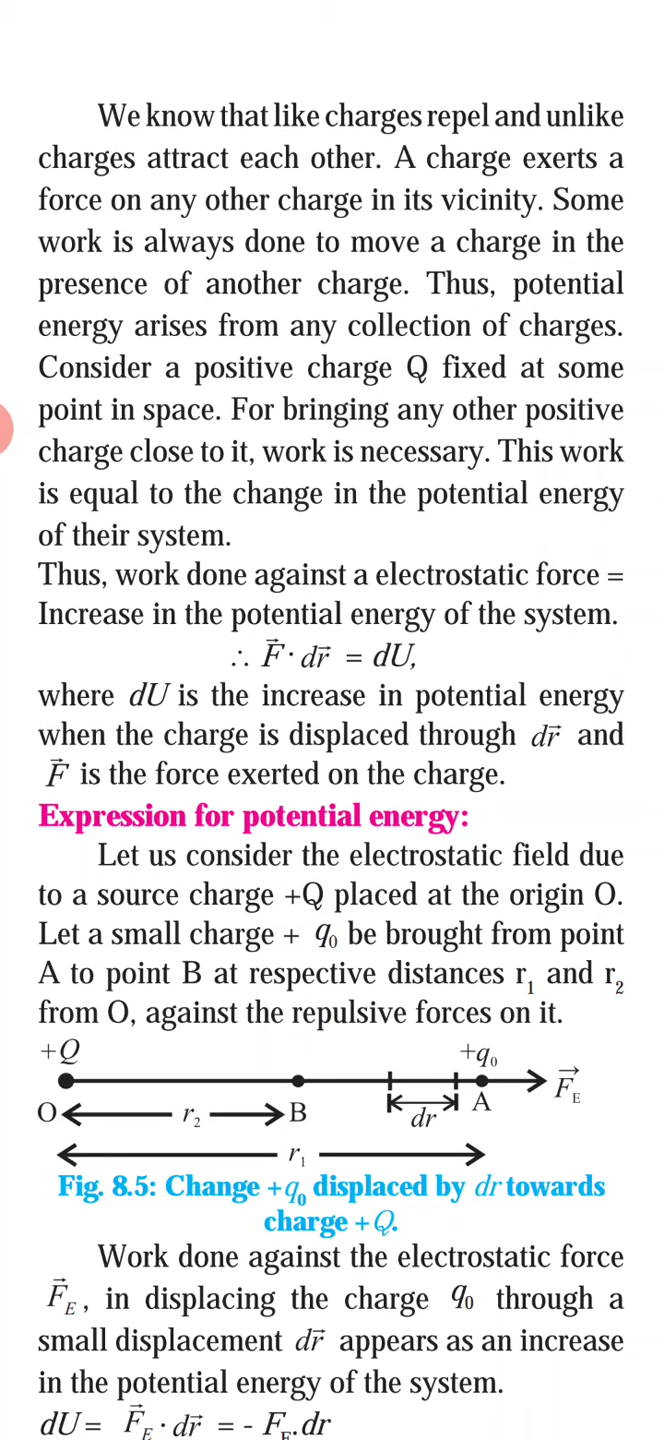 We know that like charges repel and unlike
charges attract each other. A charge exerts a
force on any other charge in its vicinity. Some
work is always done to move a charge in the
presence of another charge. Thus, potential
energy arises from any collection of charges.
Consider a positive charge Q fixed at some
point in space. For bringing any other positive
charge close to it, work is necessary. This work
is equal to the change in the potential energy
of their system.
Thus, work done against a electrostatic force =
Increase in the potential energy of the system.
∴ F⃗ · dr⃗ = dU,
where dU is the increase in potential energy
when the charge is displaced through dr⃗ and
F⃗ is the force exerted on the charge.
Expression for potential energy:
Let us consider the electrostatic field due
to a source charge +Q placed at the origin O.
Let a small charge + q₀ be brought from point
A to point B at respective distances r₁ and r₂
from O, against the repulsive forces on it.
+Q +q₀
F⃗_E
O r₂ B dr A
r₁
Fig. 8.5: Change +q₀ displaced by dr towards
charge +Q.
Work done against the electrostatic force
F⃗_E, in displacing the charge q₀ through a
small displacement dr⃗ appears as an increase
in the potential energy of the system.
dU = F⃗_E · dr⃗ = - F_E.dr